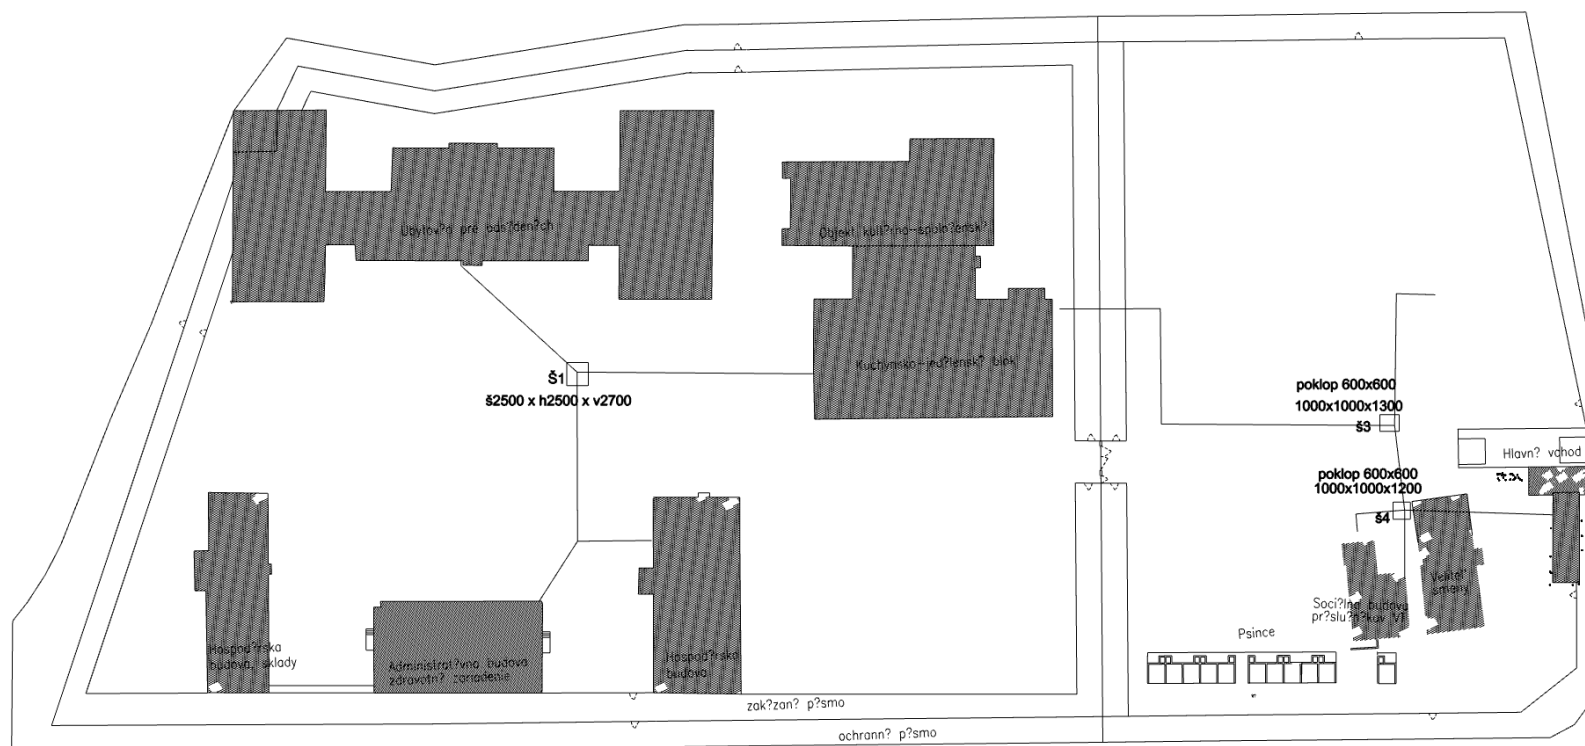 Ubytov?a pre ods?den?ch
Objekt kult?rno-spolo?ensk?
Kuchynsko-jed?lensk? blok
Š1
š2500 x h2500 x v2700
poklop 600x600
1000x1000x1300
š3
Hlavn? vchod
poklop 600x600
1000x1000x1200
š4
Velitel'
smeny
Soci?lna budova
pr?slu?n?kov VT
Psince
Hospod?rska
budova, sklady
Administrat?vna budova
zdravotn? zariadenie
Hospod?rska
budova
zak?zan? p?smo
ochrann? p?smo